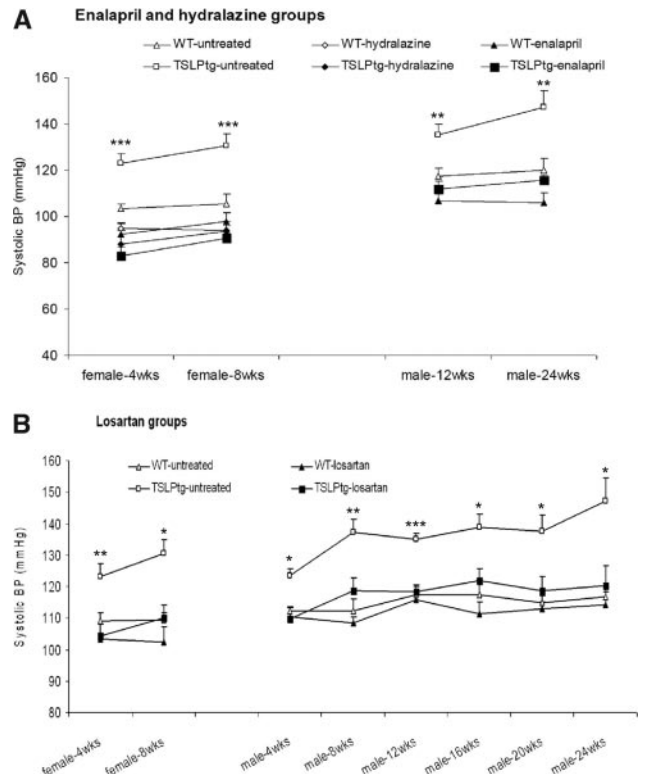 A Enalapril and hydralazine groups
WT-untreated WT-hydralazine WT-enalapril
TSLPtg-untreated TSLPtg-hydralazine TSLPtg-enalapril
160
140
120
100
80
60
40
Systolic BP (mmHg)
*** *** ** **
female-4wks female-8wks male-12wks male-24wks
B Losartan groups
WT-untreated WT-losartan
TSLPtg-untreated TSLPtg-losartan
160
150
140
130
120
110
100
90
80
Systolic BP (mmHg)
** * * ** *** * * *
female-4wks female-8wks male-4wks male-8wks male-12wks male-16wks male-20wks male-24wks